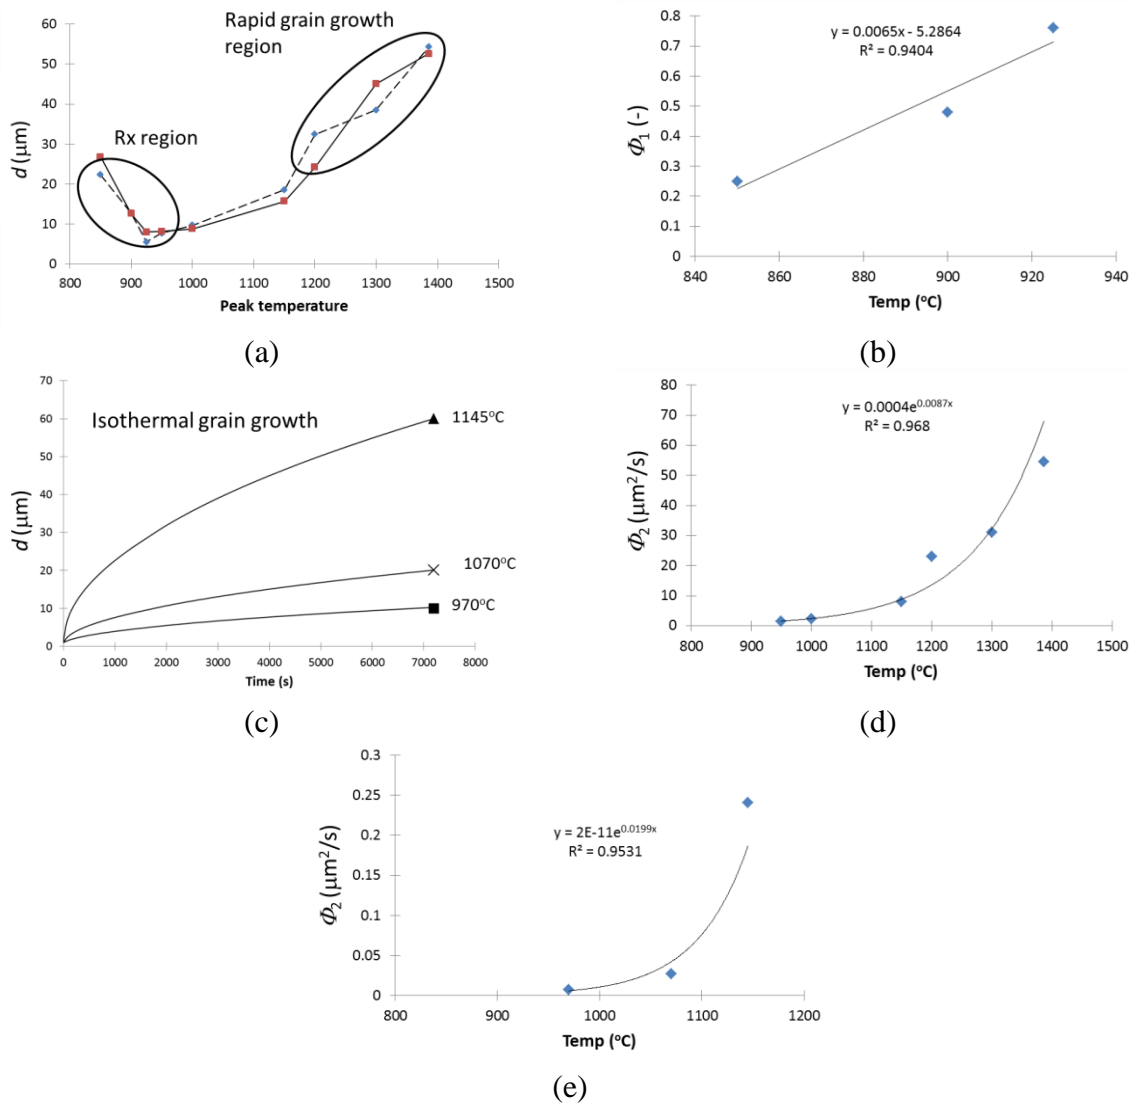 Rapid grain growth
region
Rx region
d (μm)
60
50
40
30
20
10
0
800 900 1000 1100 1200 1300 1400 1500
Peak temperature
(a)
y = 0.0065x - 5.2864
R² = 0.9404
Φ₁ (-)
0.8
0.7
0.6
0.5
0.4
0.3
0.2
0.1
0
840 860 880 900 920 940
Temp (°C)
(b)
Isothermal grain growth
d (μm)
70
60
50
40
30
20
10
0
1145°C
1070°C
970°C
0 1000 2000 3000 4000 5000 6000 7000 8000
Time (s)
(c)
y = 0.0004e^0.0087x
R² = 0.968
Φ₂ (μm²/s)
80
70
60
50
40
30
20
10
0
800 900 1000 1100 1200 1300 1400 1500
Temp (°C)
(d)
y = 2E-11e^0.0199x
R² = 0.9531
Φ₂ (μm²/s)
0.3
0.25
0.2
0.15
0.1
0.05
0
800 900 1000 1100 1200
Temp (°C)
(e)